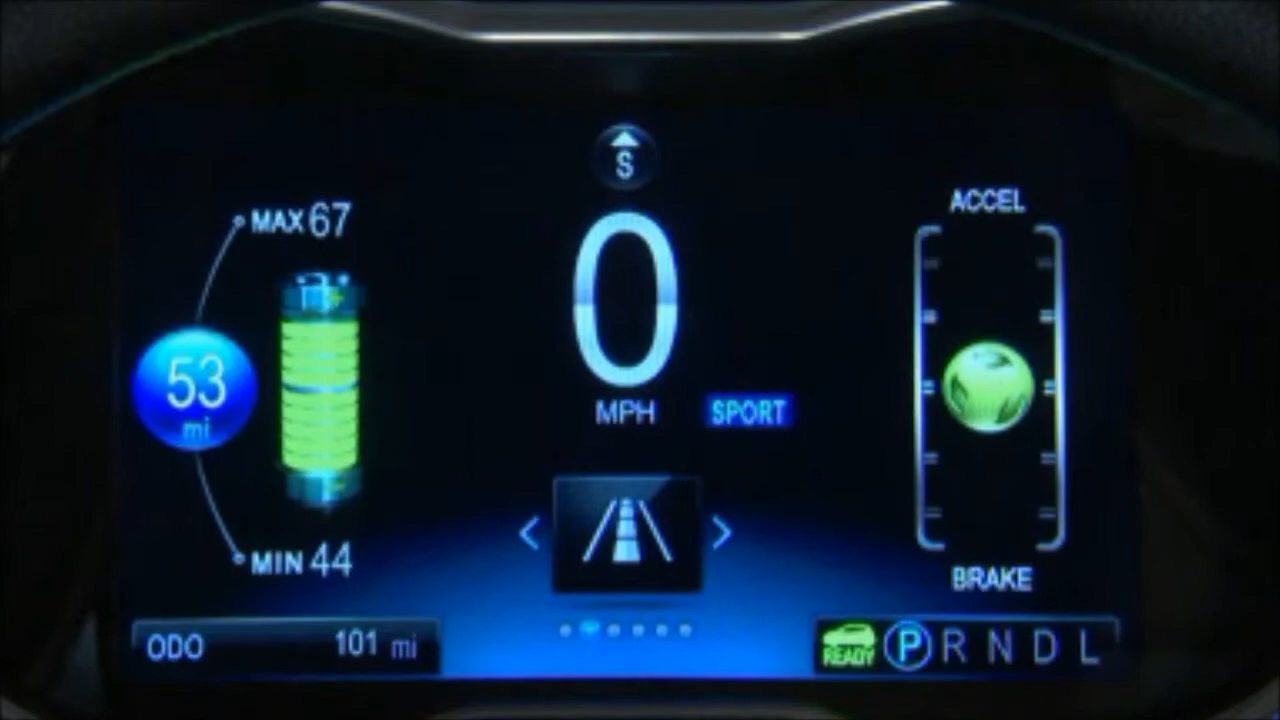 S
MAX 67
ACCEL
0
53
mi
MPH
SPORT
MIN 44
BRAKE
ODO 101 mi
READY P R N D L